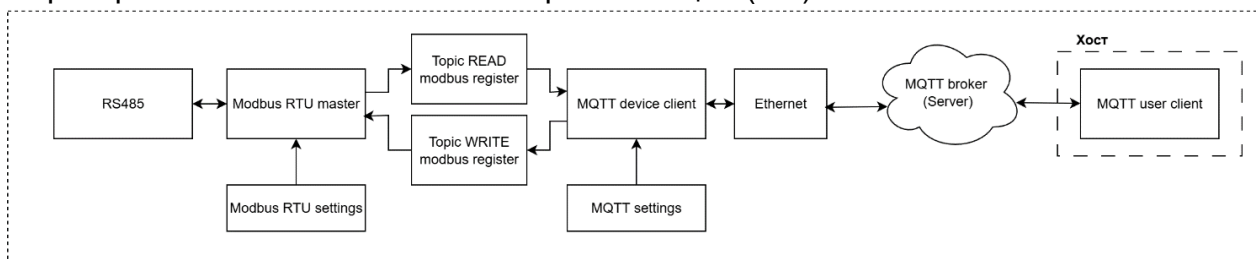 Хост
Topic READ
modbus register
RS485
Modbus RTU master
MQTT device client
Ethernet
MQTT broker
(Server)
MQTT user client
Topic WRITE
modbus register
Modbus RTU settings
MQTT settings